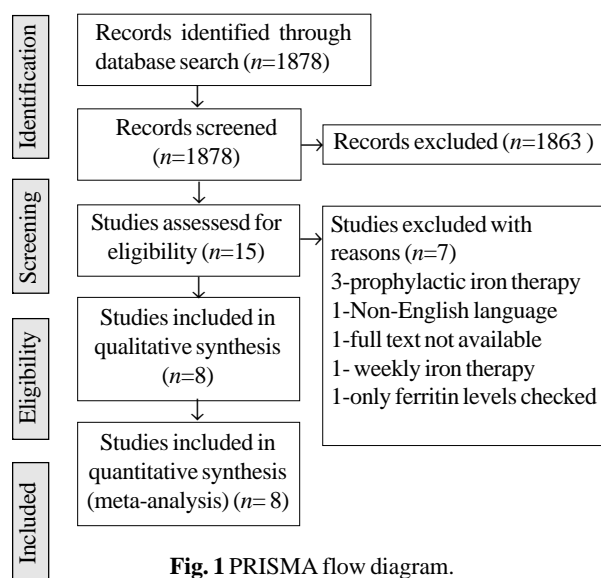 Identification
Records identified through
database search (n=1878)
Records screened
(n=1878)
Records excluded (n=1863 )
Screening
Studies assessesd for
eligibility (n=15)
Studies excluded with
reasons (n=7)
3-prophylactic iron therapy
1-Non-English language
1-full text not available
1- weekly iron therapy
1-only ferritin levels checked
Eligibility
Studies included in
qualitative synthesis
(n=8)
Included
Studies included in
quantitative synthesis
(meta-analysis) (n= 8)
Fig. 1 PRISMA flow diagram.